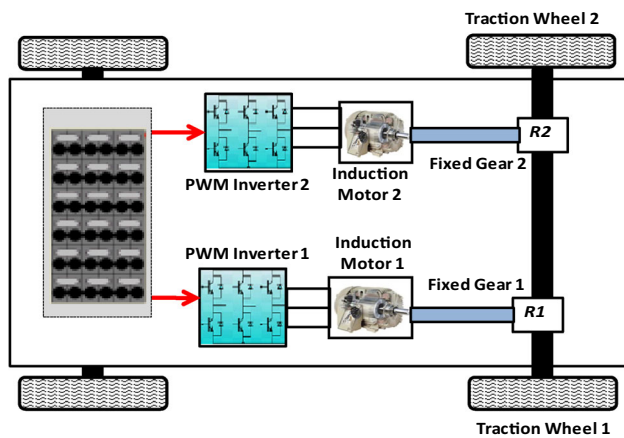 Traction Wheel 2
R2
Fixed Gear 2
PWM Inverter 2
Induction
Motor 2
PWM Inverter 1
Induction
Motor 1
Fixed Gear 1
R1
Traction Wheel 1